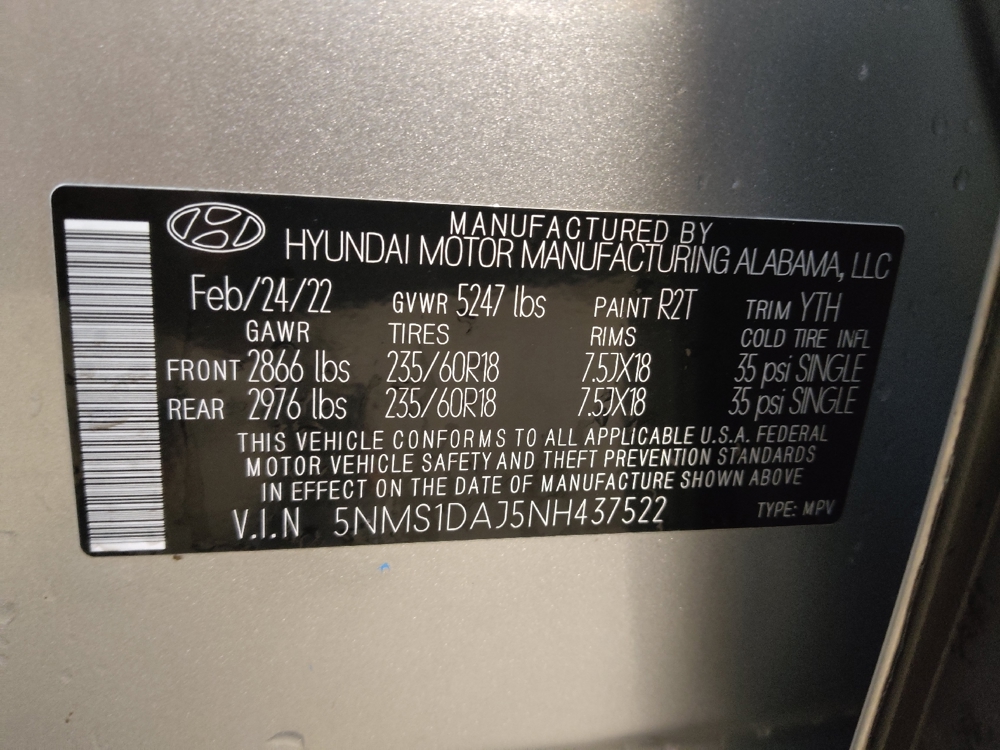 MANUFACTURED BY
HYUNDAI MOTOR MANUFACTURING ALABAMA, LLC
Feb/24/22 GVWR 5247 lbs PAINT R2T TRIM YTH
GAWR TIRES RIMS COLD TIRE INFL
FRONT 2866 lbs 235/60R18 7.5JX18 35 psi SINGLE
REAR 2976 lbs 235/60R18 7.5JX18 35 psi SINGLE
THIS VEHICLE CONFORMS TO ALL APPLICABLE U.S.A. FEDERAL
MOTOR VEHICLE SAFETY AND THEFT PREVENTION STANDARDS
IN EFFECT ON THE DATE OF MANUFACTURE SHOWN ABOVE
V.I.N 5NMS1DAJ5NH437522 TYPE: MPV